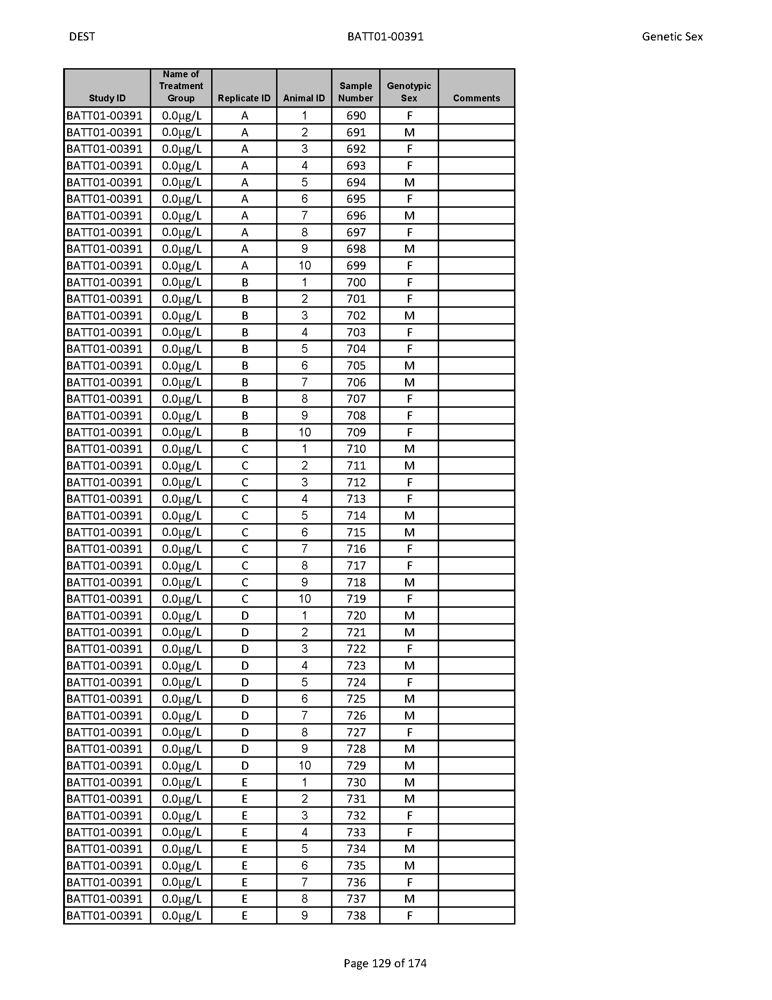 DEST BATT01-00391 Genetic Sex
Study ID Name of Treatment Group Replicate ID Animal ID Sample Number Genotypic Sex Comments
BATT01-00391 0.0µg/L A 1 690 F
BATT01-00391 0.0µg/L A 2 691 M
BATT01-00391 0.0µg/L A 3 692 F
BATT01-00391 0.0µg/L A 4 693 F
BATT01-00391 0.0µg/L A 5 694 M
BATT01-00391 0.0µg/L A 6 695 F
BATT01-00391 0.0µg/L A 7 696 M
BATT01-00391 0.0µg/L A 8 697 F
BATT01-00391 0.0µg/L A 9 698 M
BATT01-00391 0.0µg/L A 10 699 F
BATT01-00391 0.0µg/L B 1 700 F
BATT01-00391 0.0µg/L B 2 701 F
BATT01-00391 0.0µg/L B 3 702 M
BATT01-00391 0.0µg/L B 4 703 F
BATT01-00391 0.0µg/L B 5 704 F
BATT01-00391 0.0µg/L B 6 705 M
BATT01-00391 0.0µg/L B 7 706 M
BATT01-00391 0.0µg/L B 8 707 F
BATT01-00391 0.0µg/L B 9 708 F
BATT01-00391 0.0µg/L B 10 709 F
BATT01-00391 0.0µg/L C 1 710 M
BATT01-00391 0.0µg/L C 2 711 M
BATT01-00391 0.0µg/L C 3 712 F
BATT01-00391 0.0µg/L C 4 713 F
BATT01-00391 0.0µg/L C 5 714 M
BATT01-00391 0.0µg/L C 6 715 M
BATT01-00391 0.0µg/L C 7 716 F
BATT01-00391 0.0µg/L C 8 717 F
BATT01-00391 0.0µg/L C 9 718 M
BATT01-00391 0.0µg/L C 10 719 F
BATT01-00391 0.0µg/L D 1 720 M
BATT01-00391 0.0µg/L D 2 721 M
BATT01-00391 0.0µg/L D 3 722 F
BATT01-00391 0.0µg/L D 4 723 M
BATT01-00391 0.0µg/L D 5 724 F
BATT01-00391 0.0µg/L D 6 725 M
BATT01-00391 0.0µg/L D 7 726 M
BATT01-00391 0.0µg/L D 8 727 F
BATT01-00391 0.0µg/L D 9 728 M
BATT01-00391 0.0µg/L D 10 729 M
BATT01-00391 0.0µg/L E 1 730 M
BATT01-00391 0.0µg/L E 2 731 M
BATT01-00391 0.0µg/L E 3 732 F
BATT01-00391 0.0µg/L E 4 733 F
BATT01-00391 0.0µg/L E 5 734 M
BATT01-00391 0.0µg/L E 6 735 M
BATT01-00391 0.0µg/L E 7 736 F
BATT01-00391 0.0µg/L E 8 737 M
BATT01-00391 0.0µg/L E 9 738 F
Page 129 of 174